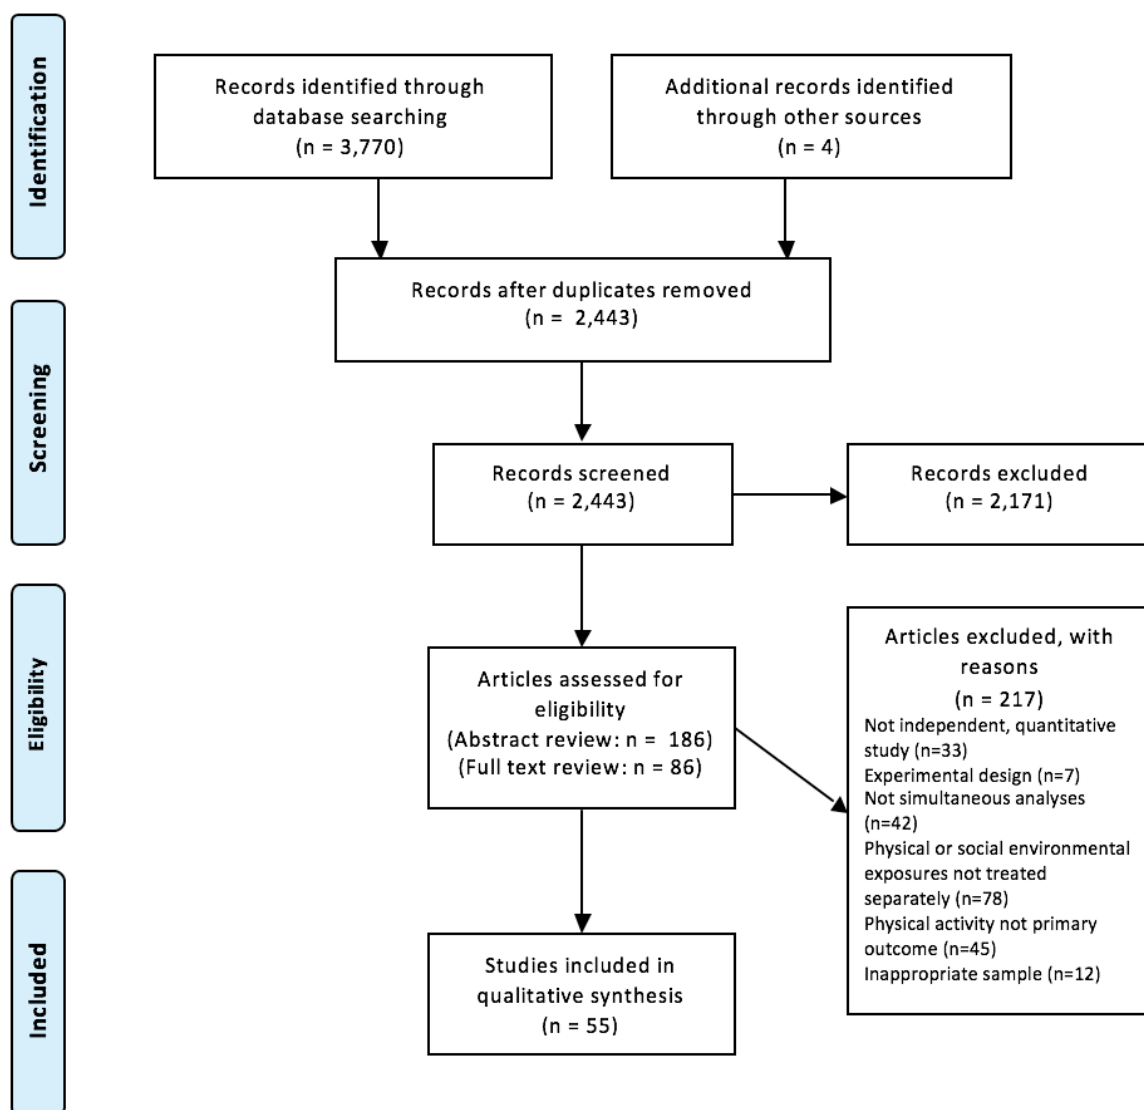 Identification
Records identified through
database searching
(n = 3,770)
Additional records identified
through other sources
(n = 4)
Records after duplicates removed
(n = 2,443)
Screening
Records screened
(n = 2,443)
Records excluded
(n = 2,171)
Eligibility
Articles assessed for
eligibility
(Abstract review: n = 186)
(Full text review: n = 86)
Articles excluded, with
reasons
(n = 217)
Not independent, quantitative
study (n=33)
Experimental design (n=7)
Not simultaneous analyses
(n=42)
Physical or social environmental
exposures not treated
separately (n=78)
Physical activity not primary
outcome (n=45)
Inappropriate sample (n=12)
Included
Studies included in
qualitative synthesis
(n = 55)